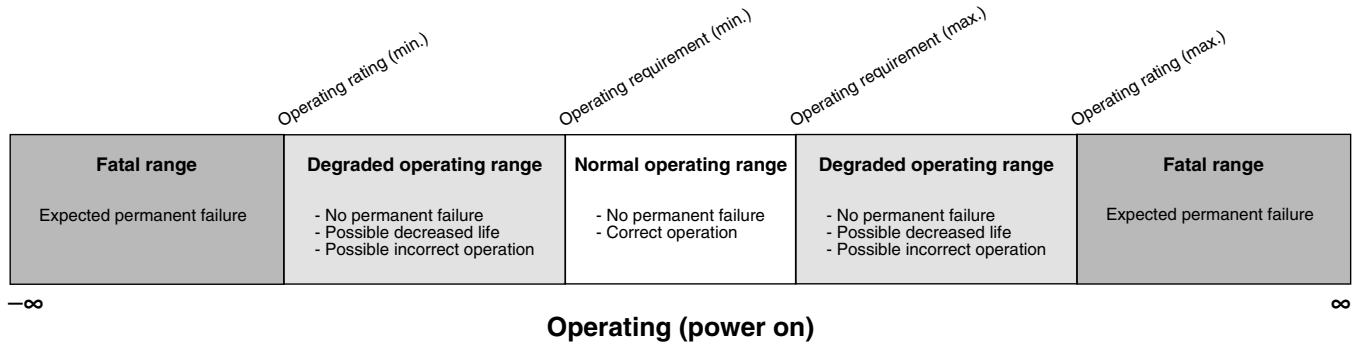 Operating rating (min.)
Operating requirement (min.)
Operating requirement (max.)
Operating rating (max.)
Fatal range
Expected permanent failure
Degraded operating range
- No permanent failure
- Possible decreased life
- Possible incorrect operation
Normal operating range
- No permanent failure
- Correct operation
Degraded operating range
- No permanent failure
- Possible decreased life
- Possible incorrect operation
Fatal range
Expected permanent failure
–∞
∞
Operating (power on)